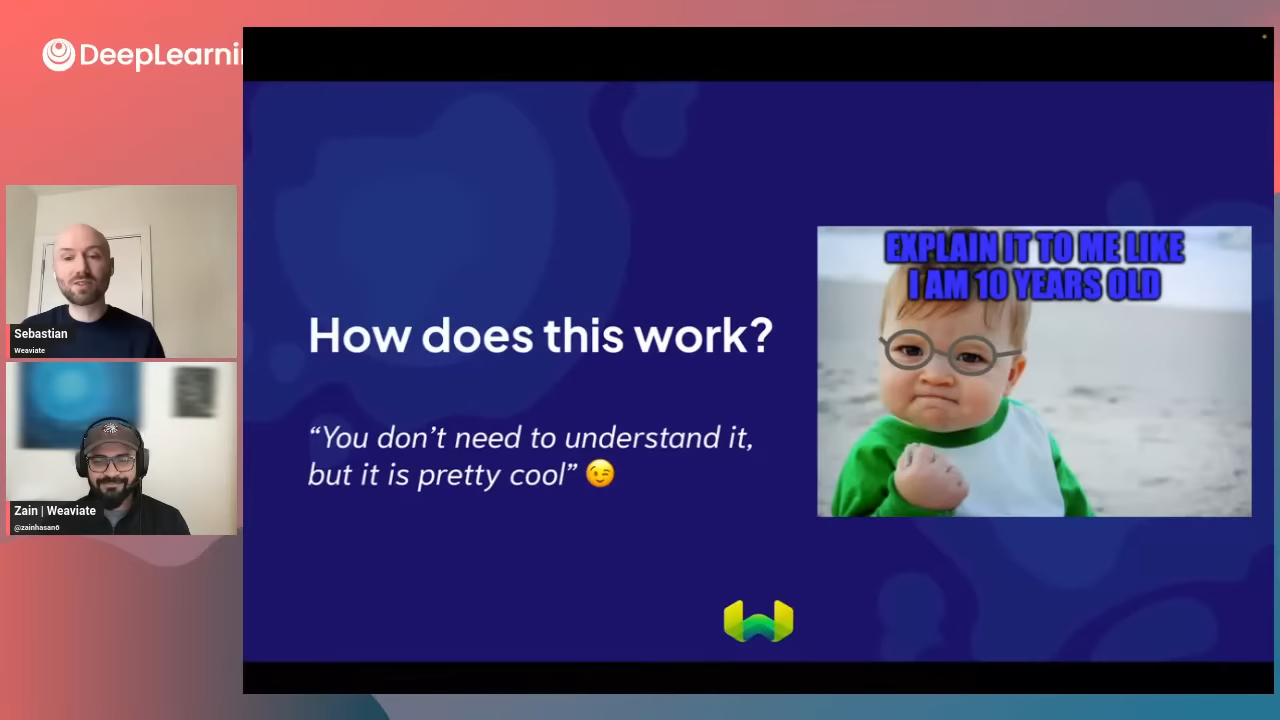 DeepLearni
EXPLAIN IT TO ME LIKE
I AM 10 YEARS OLD
How does this work?
“You don’t need to understand it,
but it is pretty cool” 😉
Sebastian
Weaviate
Zain | Weaviate
@zainhasan6